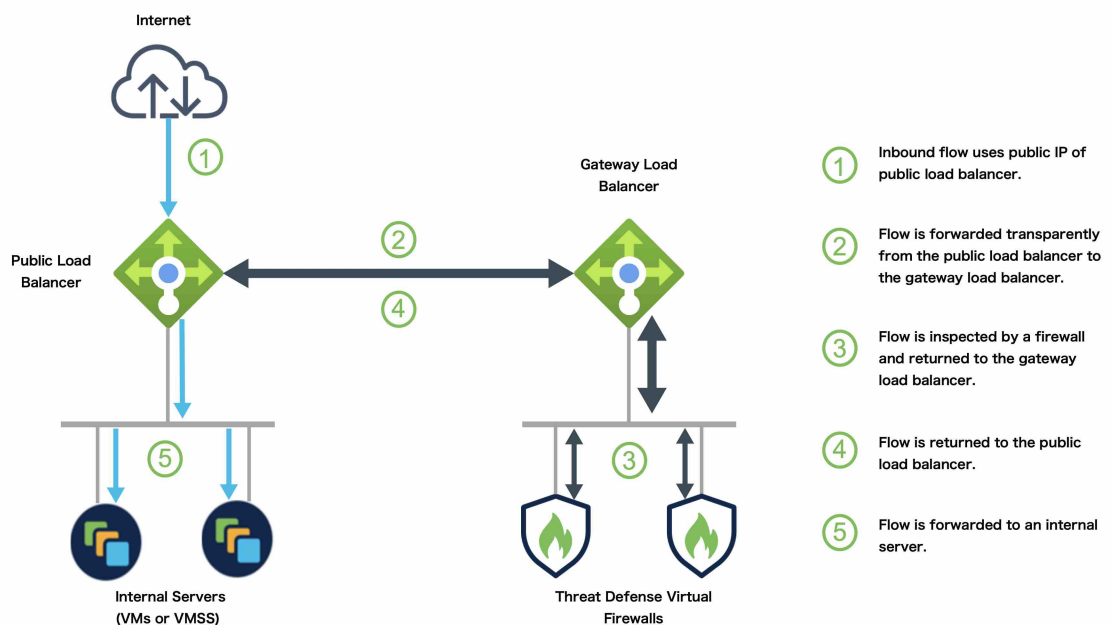 Internet
1
Gateway Load
Balancer
Public Load
Balancer
2
4
5
3
Internal Servers
(VMs or VMSS)
Threat Defense Virtual
Firewalls
1
Inbound flow uses public IP of
public load balancer.
2
Flow is forwarded transparently
from the public load balancer to
the gateway load balancer.
3
Flow is inspected by a firewall
and returned to the gateway
load balancer.
4
Flow is returned to the public
load balancer.
5
Flow is forwarded to an internal
server.